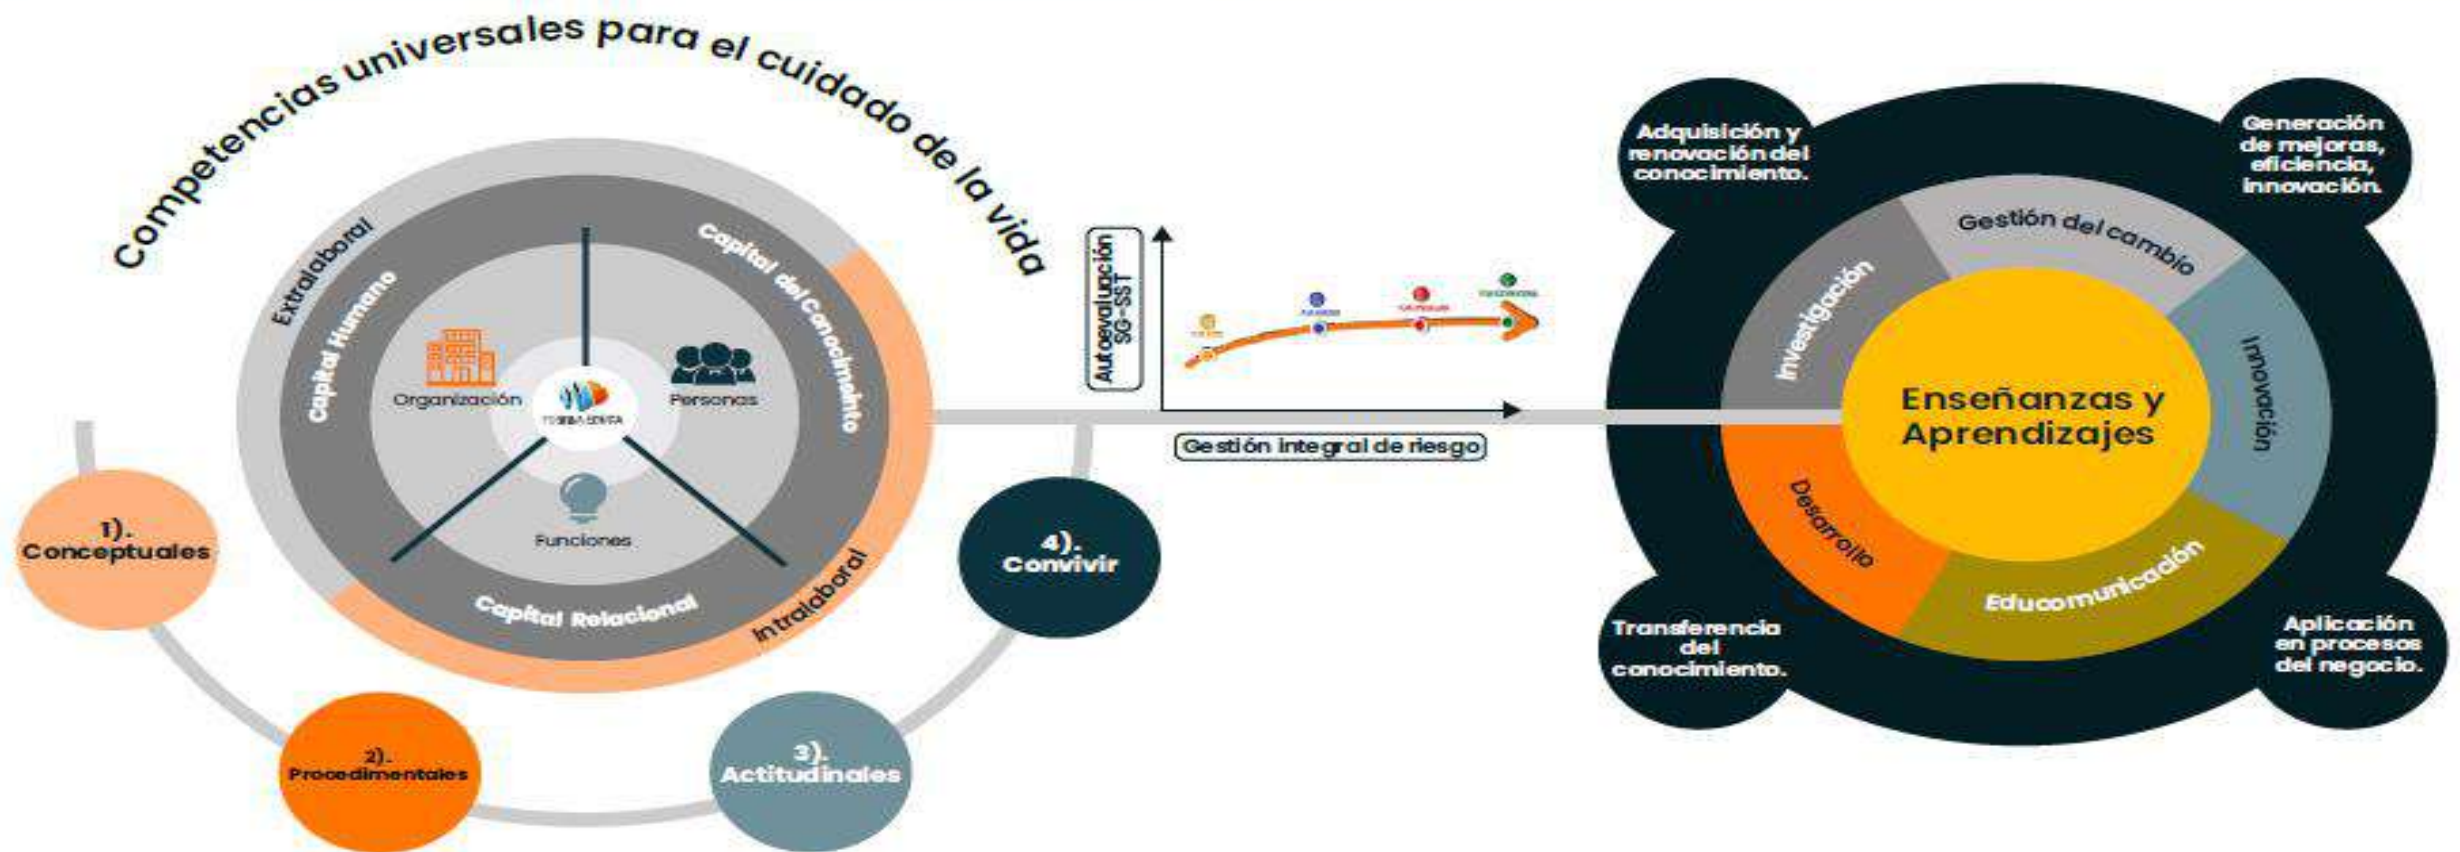 Competencias universales para el cuidado de la vida
Extralaboral
Capital Humano
Capital del Conocimeinto
Organización
Personas
Funciones
Capital Relacional
Intralaboral
1).
Conceptuales
2).
Procedimentales
3).
Actitudinales
4).
Convivir
Autoevaluación
SG-SST
Gestión integral de riesgo
Adquisición y
renovación del
conocimiento.
Generación
de mejoras,
eficiencia,
innovación.
Gestión del cambio
Investigación
Innovación
Enseñanzas y
Aprendizajes
Desarrollo
Educomunicación
Transferencia
del
conocimiento.
Aplicación
en procesos
del negocio.